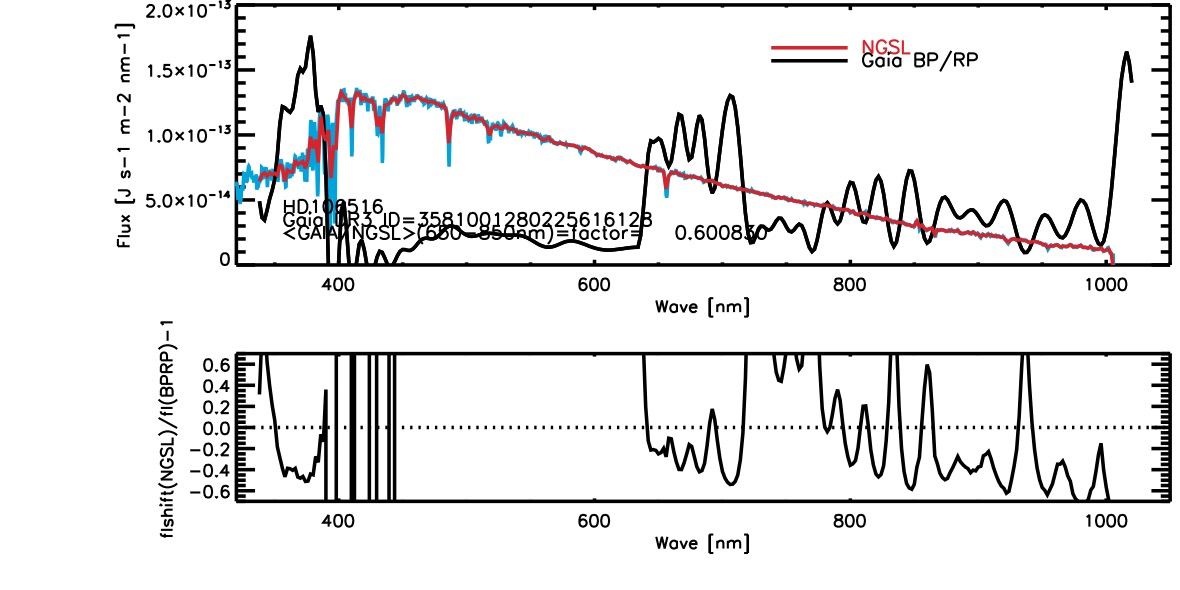 2.0×10⁻¹³
1.5×10⁻¹³
1.0×10⁻¹³
5.0×10⁻¹⁴
0
Flux [J s−1 m−2 nm−1]
NGSL
Gaia BP/RP
HD106516
Gaia DR3 ID=3581001280225616128
<GAIA/NGSL>(650−850nm)=factor= 0.600830
400 600 800 1000
Wave [nm]
flshift(NGSL)/fl(BPRP)−1
0.6
0.4
0.2
0.0
−0.2
−0.4
−0.6
400 600 800 1000
Wave [nm]